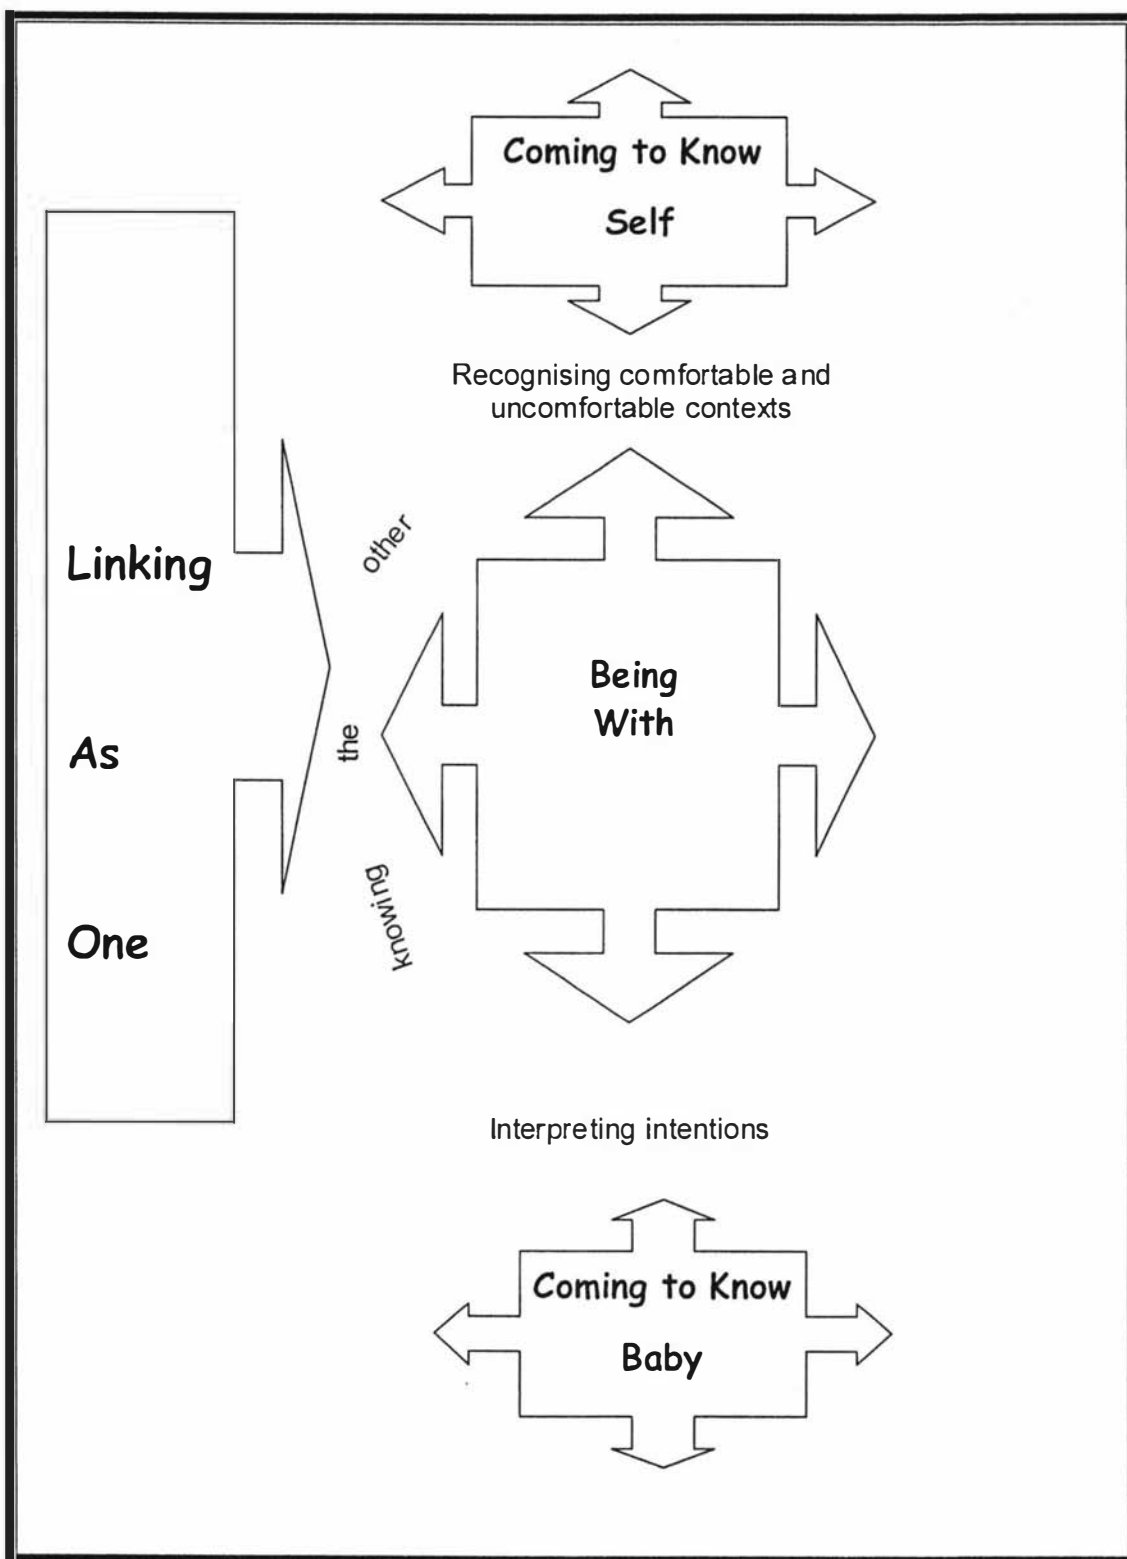 Coming to Know
Self
Recognising comfortable and
uncomfortable contexts
Linking
As
One
knowing
the
other
Being
With
Interpreting intentions
Coming to Know
Baby